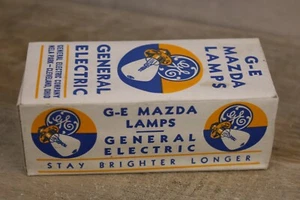 G-E
MAZDA
LAMPS
GENERAL
ELECTRIC
GENERAL ELECTRIC COMPANY
NELA PARK - CLEVELAND, OHIO
G-E MAZDA
LAMPS
GENERAL
ELECTRIC
STAY BRIGHTER LONGER